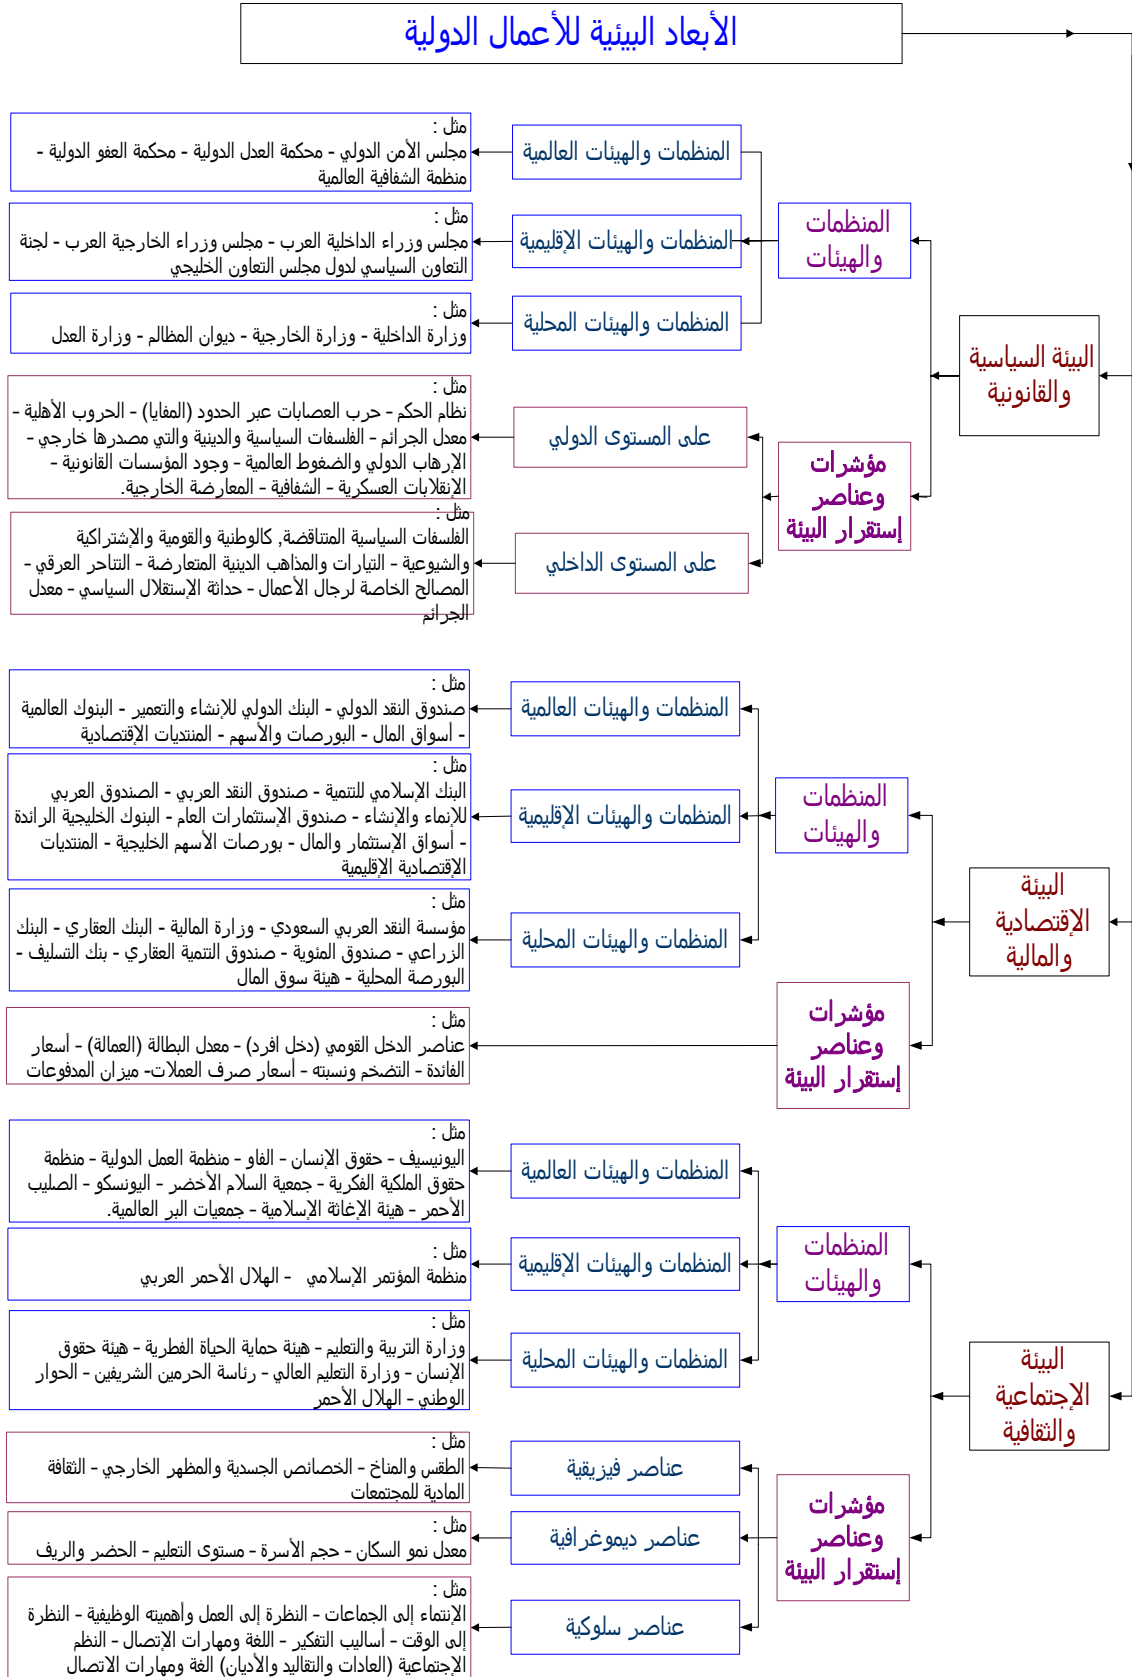 الأبعاد البيئية للأعمال الدولية
البيئة السياسية
والقانونية
المنظمات
والهيئات
المنظمات والهيئات العالمية
مثل :
مجلس الأمن الدولي - محكمة العدل الدولية - محكمة العفو الدولية -
منظمة الشفافية العالمية
المنظمات والهيئات الإقليمية
مثل :
مجلس وزراء الداخلية العرب - مجلس وزراء الخارجية العرب - لجنة
التعاون السياسي لدول مجلس التعاون الخليجي
المنظمات والهيئات المحلية
مثل :
وزارة الداخلية - وزارة الخارجية - ديوان المظالم - وزارة العدل
مؤشرات
وعناصر
إستقرار البيئة
على المستوى الدولي
مثل :
نظام الحكم - حرب العصابات عبر الحدود (المفايا) - الحروب الأهلية -
معدل الجرائم - الفلسفات السياسية والدينية والتي مصدرها خارجي -
الإرهاب الدولي والضغوط العالمية - وجود المؤسسات القانونية -
الإنقلابات العسكرية - الشفافية - المعارضة الخارجية.
على المستوى الداخلي
مثل :
الفلسفات السياسية المتناقضة, كالوطنية والقومية والإشتراكية
والشيوعية - التيارات والمذاهب الدينية المتعارضة - التناحر العرقي -
المصالح الخاصة لرجال الأعمال - حداثة الإستقلال السياسي - معدل
الجرائم
البيئة
الإقتصادية
والمالية
المنظمات
والهيئات
المنظمات والهيئات العالمية
مثل :
صندوق النقد الدولي - البنك الدولي للإنشاء والتعمير - البنوك العالمية
- أسواق المال - البورصات والأسهم - المنتديات الإقتصادية
المنظمات والهيئات الإقليمية
مثل :
البنك الإسلامي للتنمية - صندوق النقد العربي - الصندوق العربي
للإنماء والإنشاء - صندوق الإستثمارات العام - البنوك الخليجية الرائدة
- أسواق الإستثمار والمال - بورصات الأسهم الخليجية - المنتديات
الإقتصادية الإقليمية
المنظمات والهيئات المحلية
مثل :
مؤسسة النقد العربي السعودي - وزارة المالية - البنك العقاري - البنك
الزراعي - صندوق المئوية - صندوق التنمية العقاري - بنك التسليف -
البورصة المحلية - هيئة سوق المال
مؤشرات
وعناصر
إستقرار البيئة
مثل :
عناصر الدخل القومي (دخل افرد) - معدل البطالة (العمالة) - أسعار
الفائدة - التضخم ونسبته - أسعار صرف العملات- ميزان المدفوعات
البيئة
الإجتماعية
والثقافية
المنظمات
والهيئات
المنظمات والهيئات العالمية
مثل :
اليونيسيف - حقوق الإنسان - الفاو - منظمة العمل الدولية - منظمة
حقوق الملكية الفكرية - جمعية السلام الأخضر - اليونسكو - الصليب
الأحمر - هيئة الإغاثة الإسلامية - جمعيات البر العالمية.
المنظمات والهيئات الإقليمية
مثل :
منظمة المؤتمر الإسلامي - الهلال الأحمر العربي
المنظمات والهيئات المحلية
مثل :
وزارة التربية والتعليم - هيئة حماية الحياة الفطرية - هيئة حقوق
الإنسان - وزارة التعليم العالي - رئاسة الحرمين الشريفين - الحوار
الوطني - الهلال الأحمر
مؤشرات
وعناصر
إستقرار البيئة
عناصر فيزيقية
مثل :
الطقس والمناخ - الخصائص الجسدية والمظهر الخارجي - الثقافة
المادية للمجتمعات
عناصر ديموغرافية
مثل :
معدل نمو السكان - حجم الأسرة - مستوى التعليم - الحضر والريف
عناصر سلوكية
مثل :
الإنتماء إلى الجماعات - النظرة إلى العمل وأهميته الوظيفية - النظرة
إلى الوقت - أساليب التفكير - اللغة ومهارات الإتصال - النظم
الإجتماعية (العادات والتقاليد والأديان) الغة ومهارات الاتصال